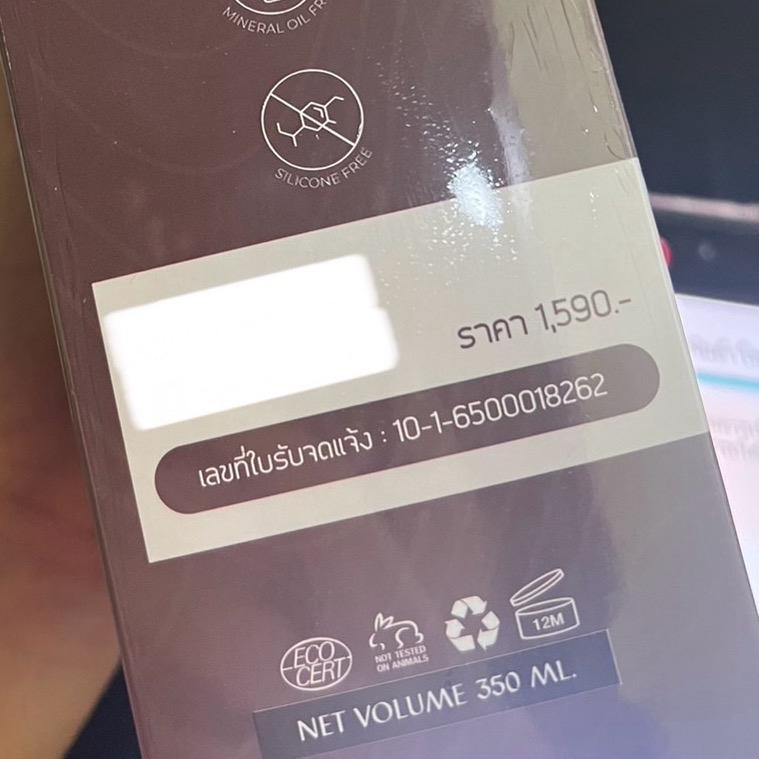 MINERAL OIL FR
SILICONE FREE
ราคา 1,590.-
เลขที่ใบรับจดแจ้ง : 10-1-6500018262
ECO
CERT
NOT TESTED
ON ANIMALS
12M
NET VOLUME 350 ML.